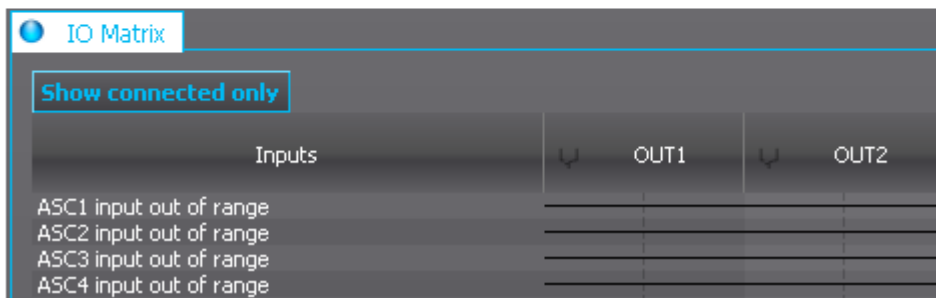 IO Matrix
Show connected only
Inputs OUT1 OUT2
ASC1 input out of range
ASC2 input out of range
ASC3 input out of range
ASC4 input out of range